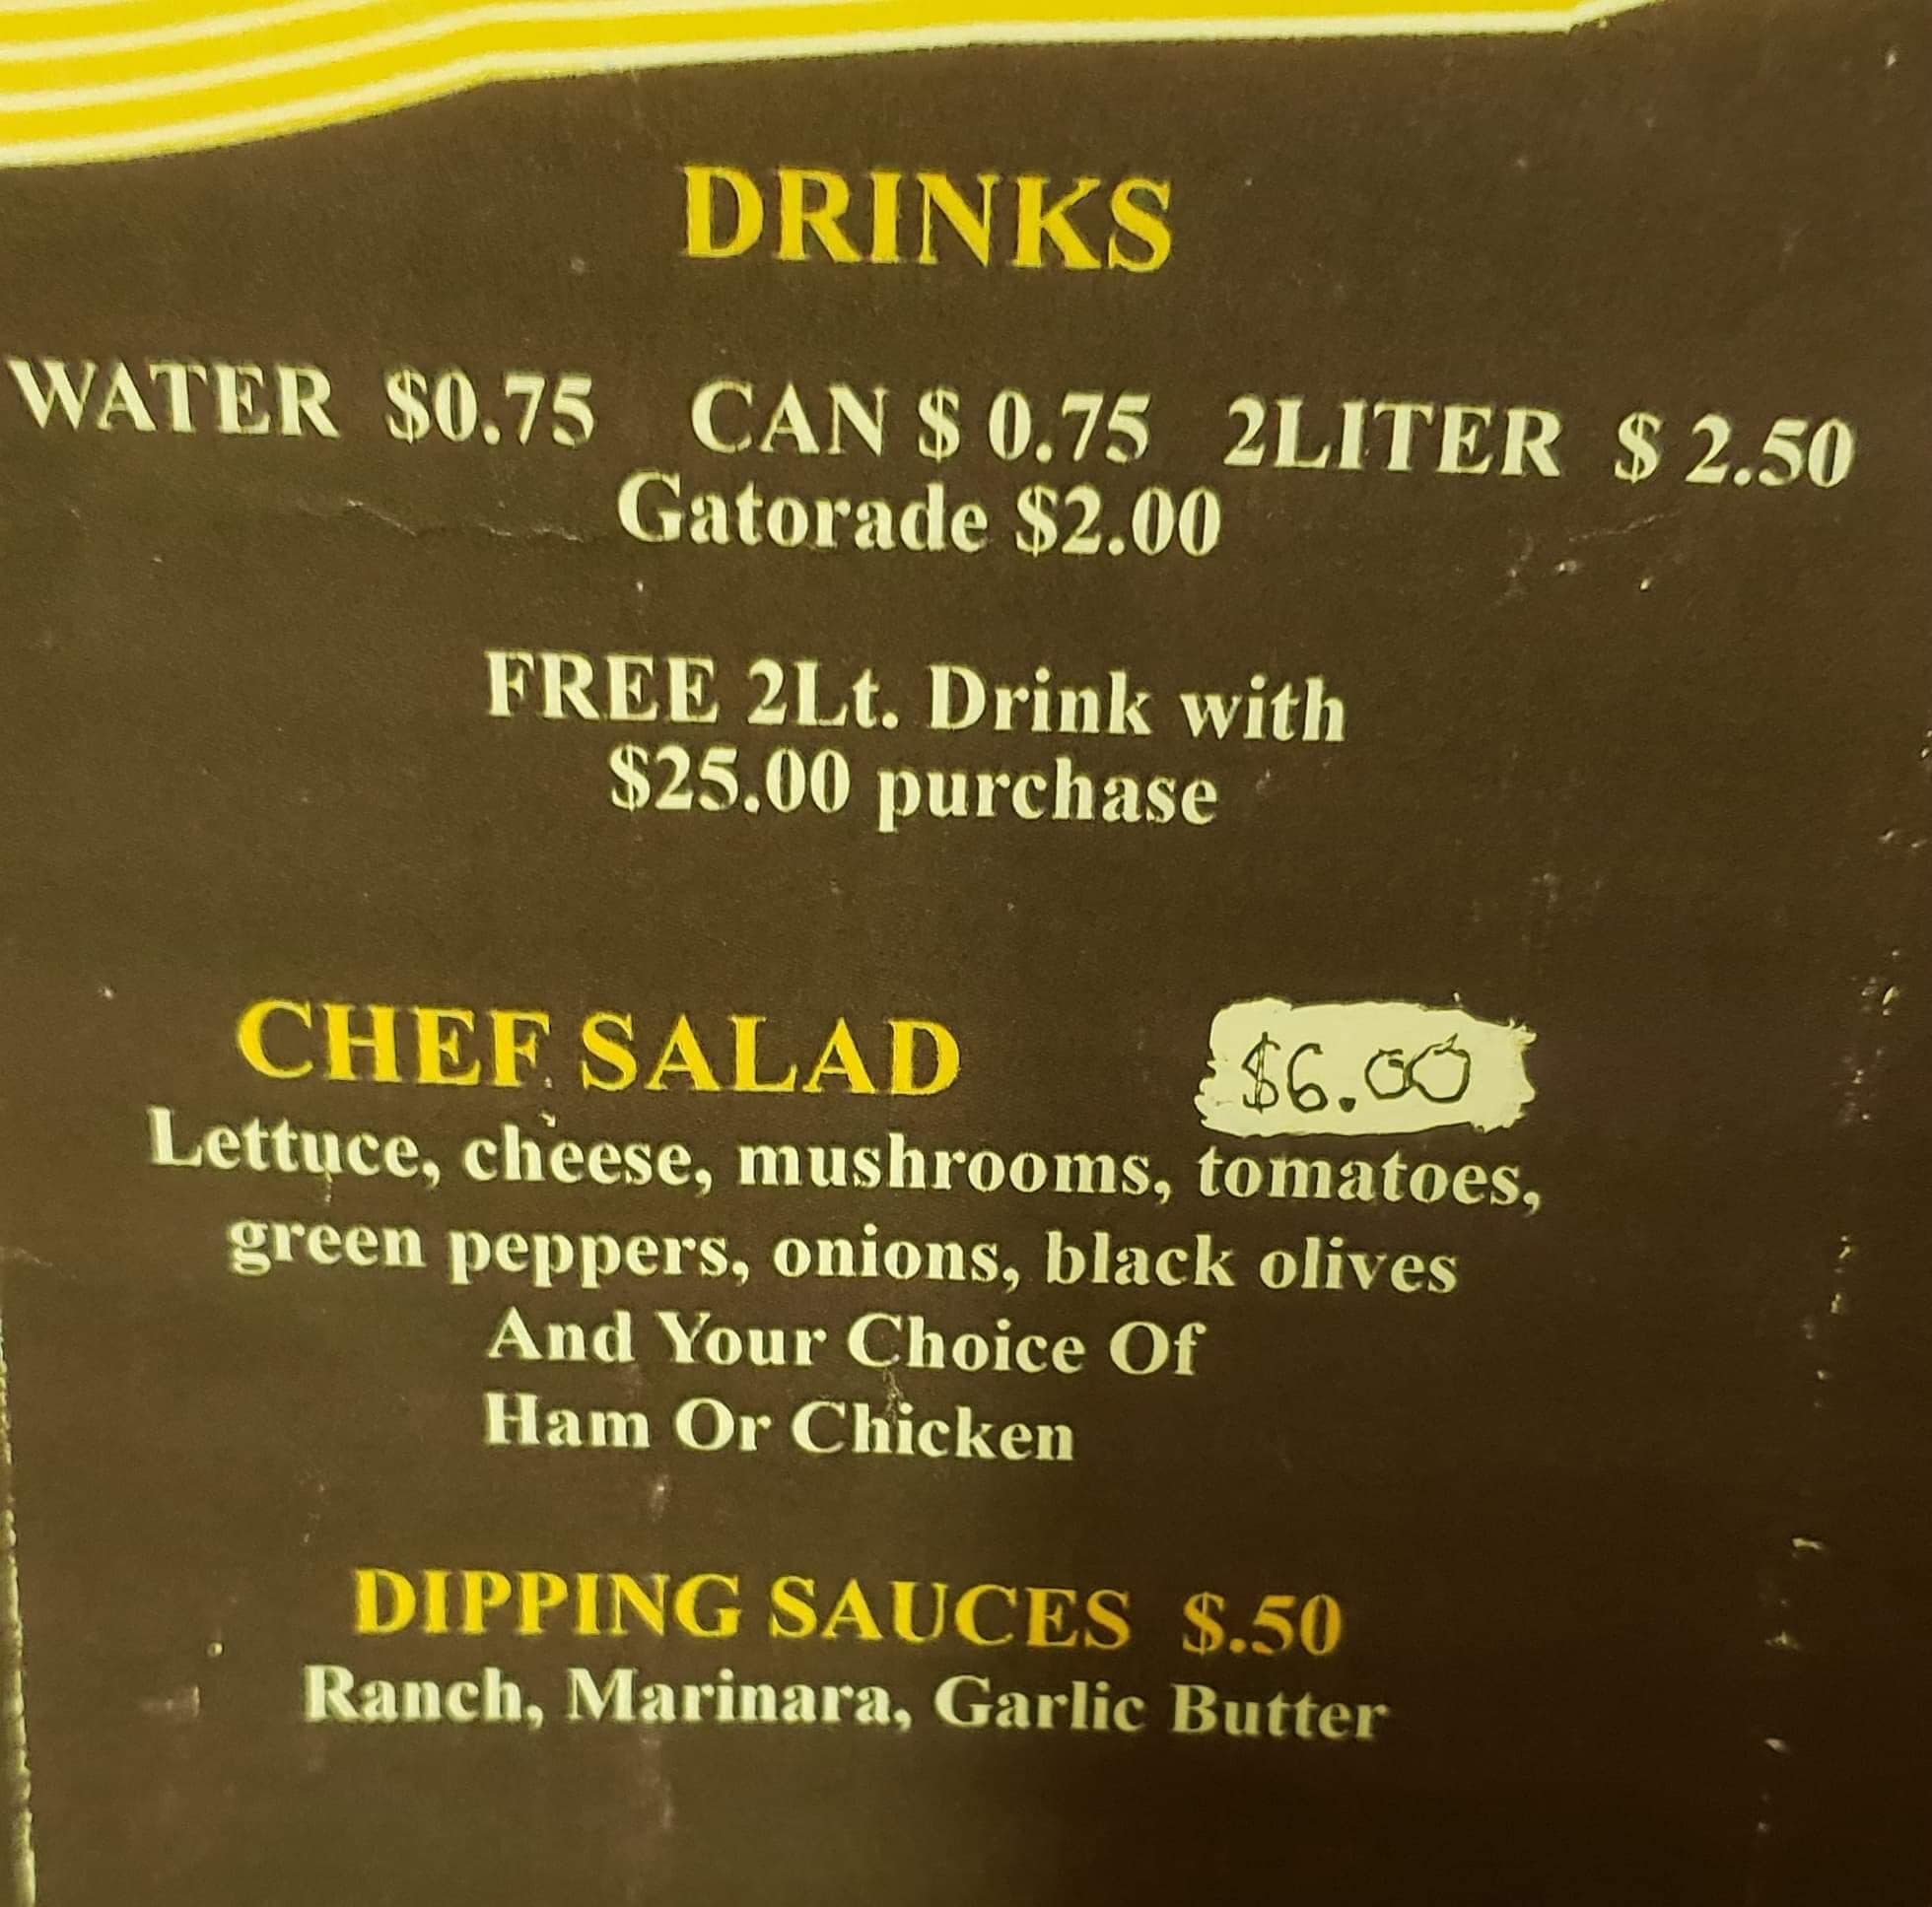 DRINKS
WATER $0.75 CAN $ 0.75 2LITER $ 2.50
Gatorade $2.00
FREE 2Lt. Drink with
$25.00 purchase
CHEF SALAD $6.00
Lettuce, cheese, mushrooms, tomatoes,
green peppers, onions, black olives
And Your Choice Of
Ham Or Chicken
DIPPING SAUCES $.50
Ranch, Marinara, Garlic Butter